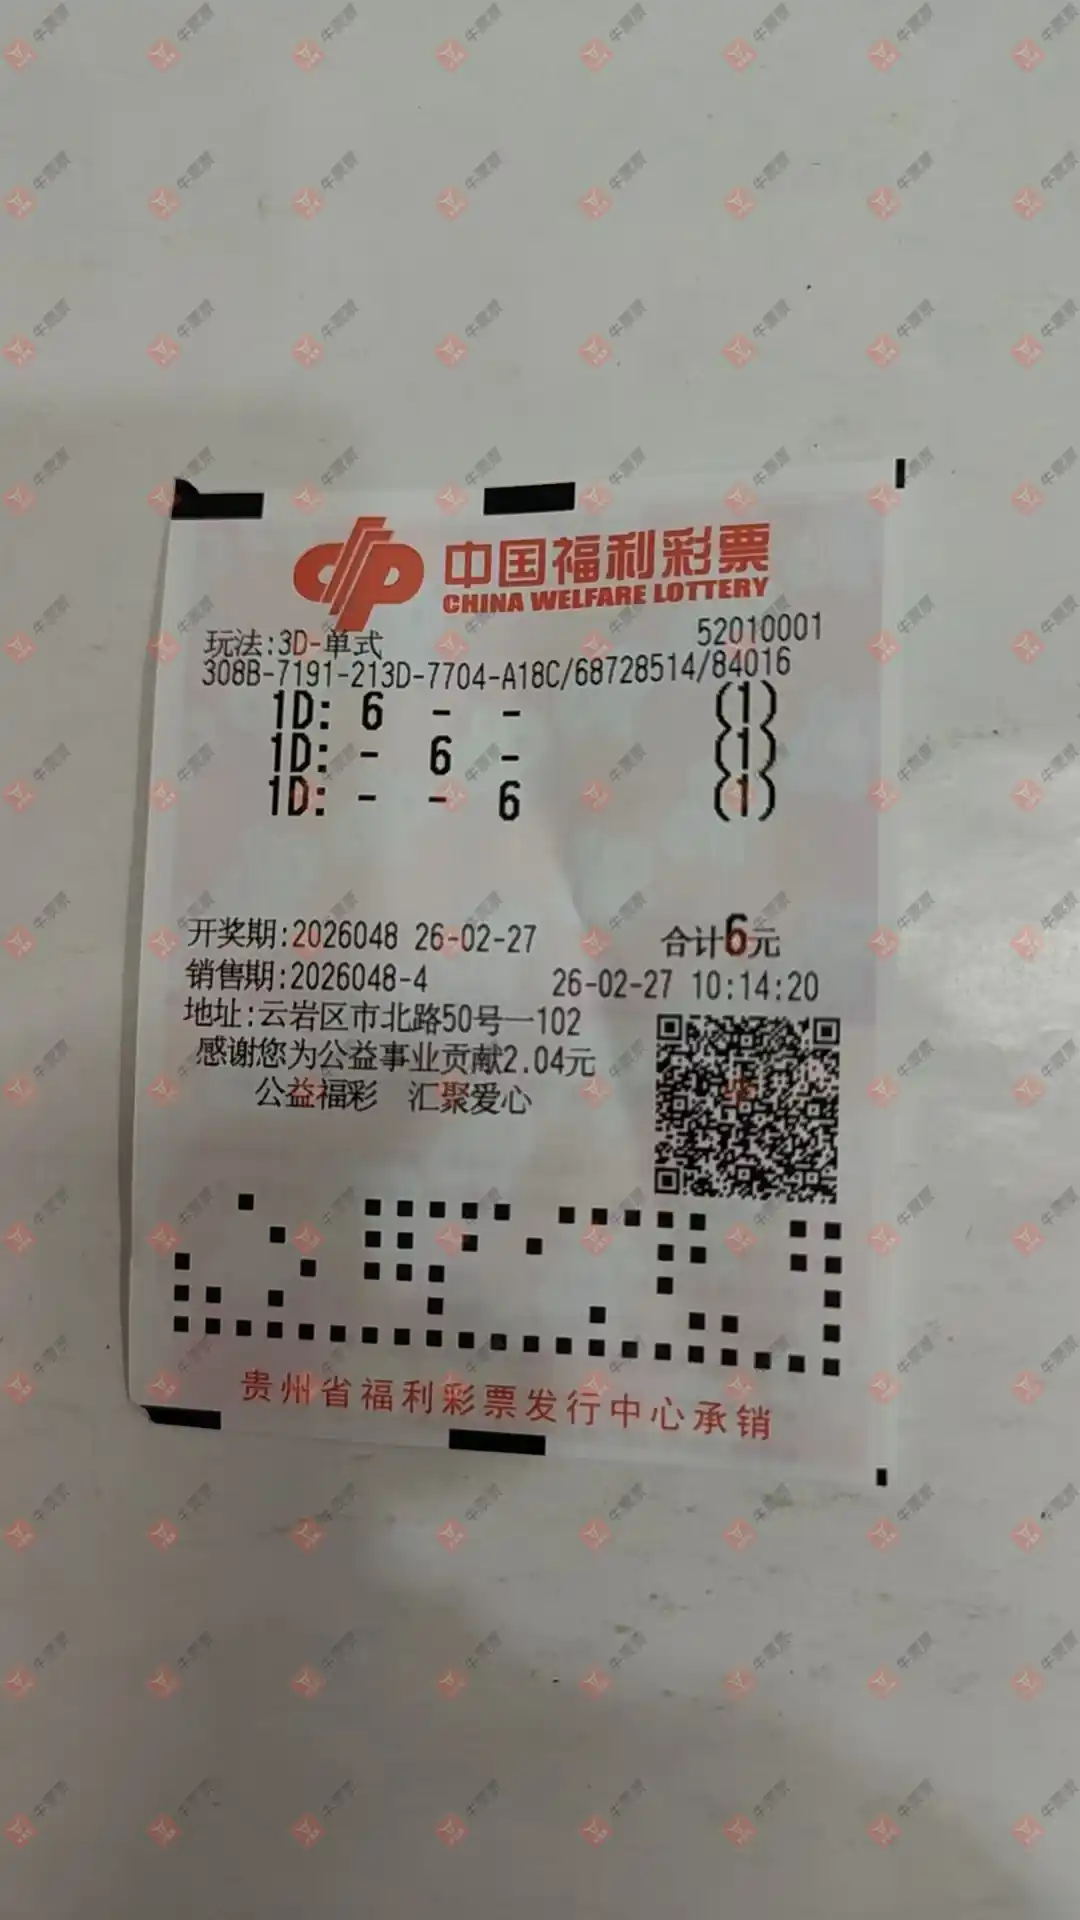 中国福利彩票
CHINA WELFARE LOTTERY
52010001
玩法:3D-单式
308B-7191-213D-7704-A18C/68728514/84016
1D: 6 - - (1)
1D: - 6 - (1)
1D: - - 6 (1)
开奖期:2026048 26-02-27 合计6元
销售期:2026048-4 26-02-27 10:14:20
地址:云岩区市北路50号一102
感谢您为公益事业贡献2.04元
公益福彩 汇聚爱心
贵州省福利彩票发行中心承销